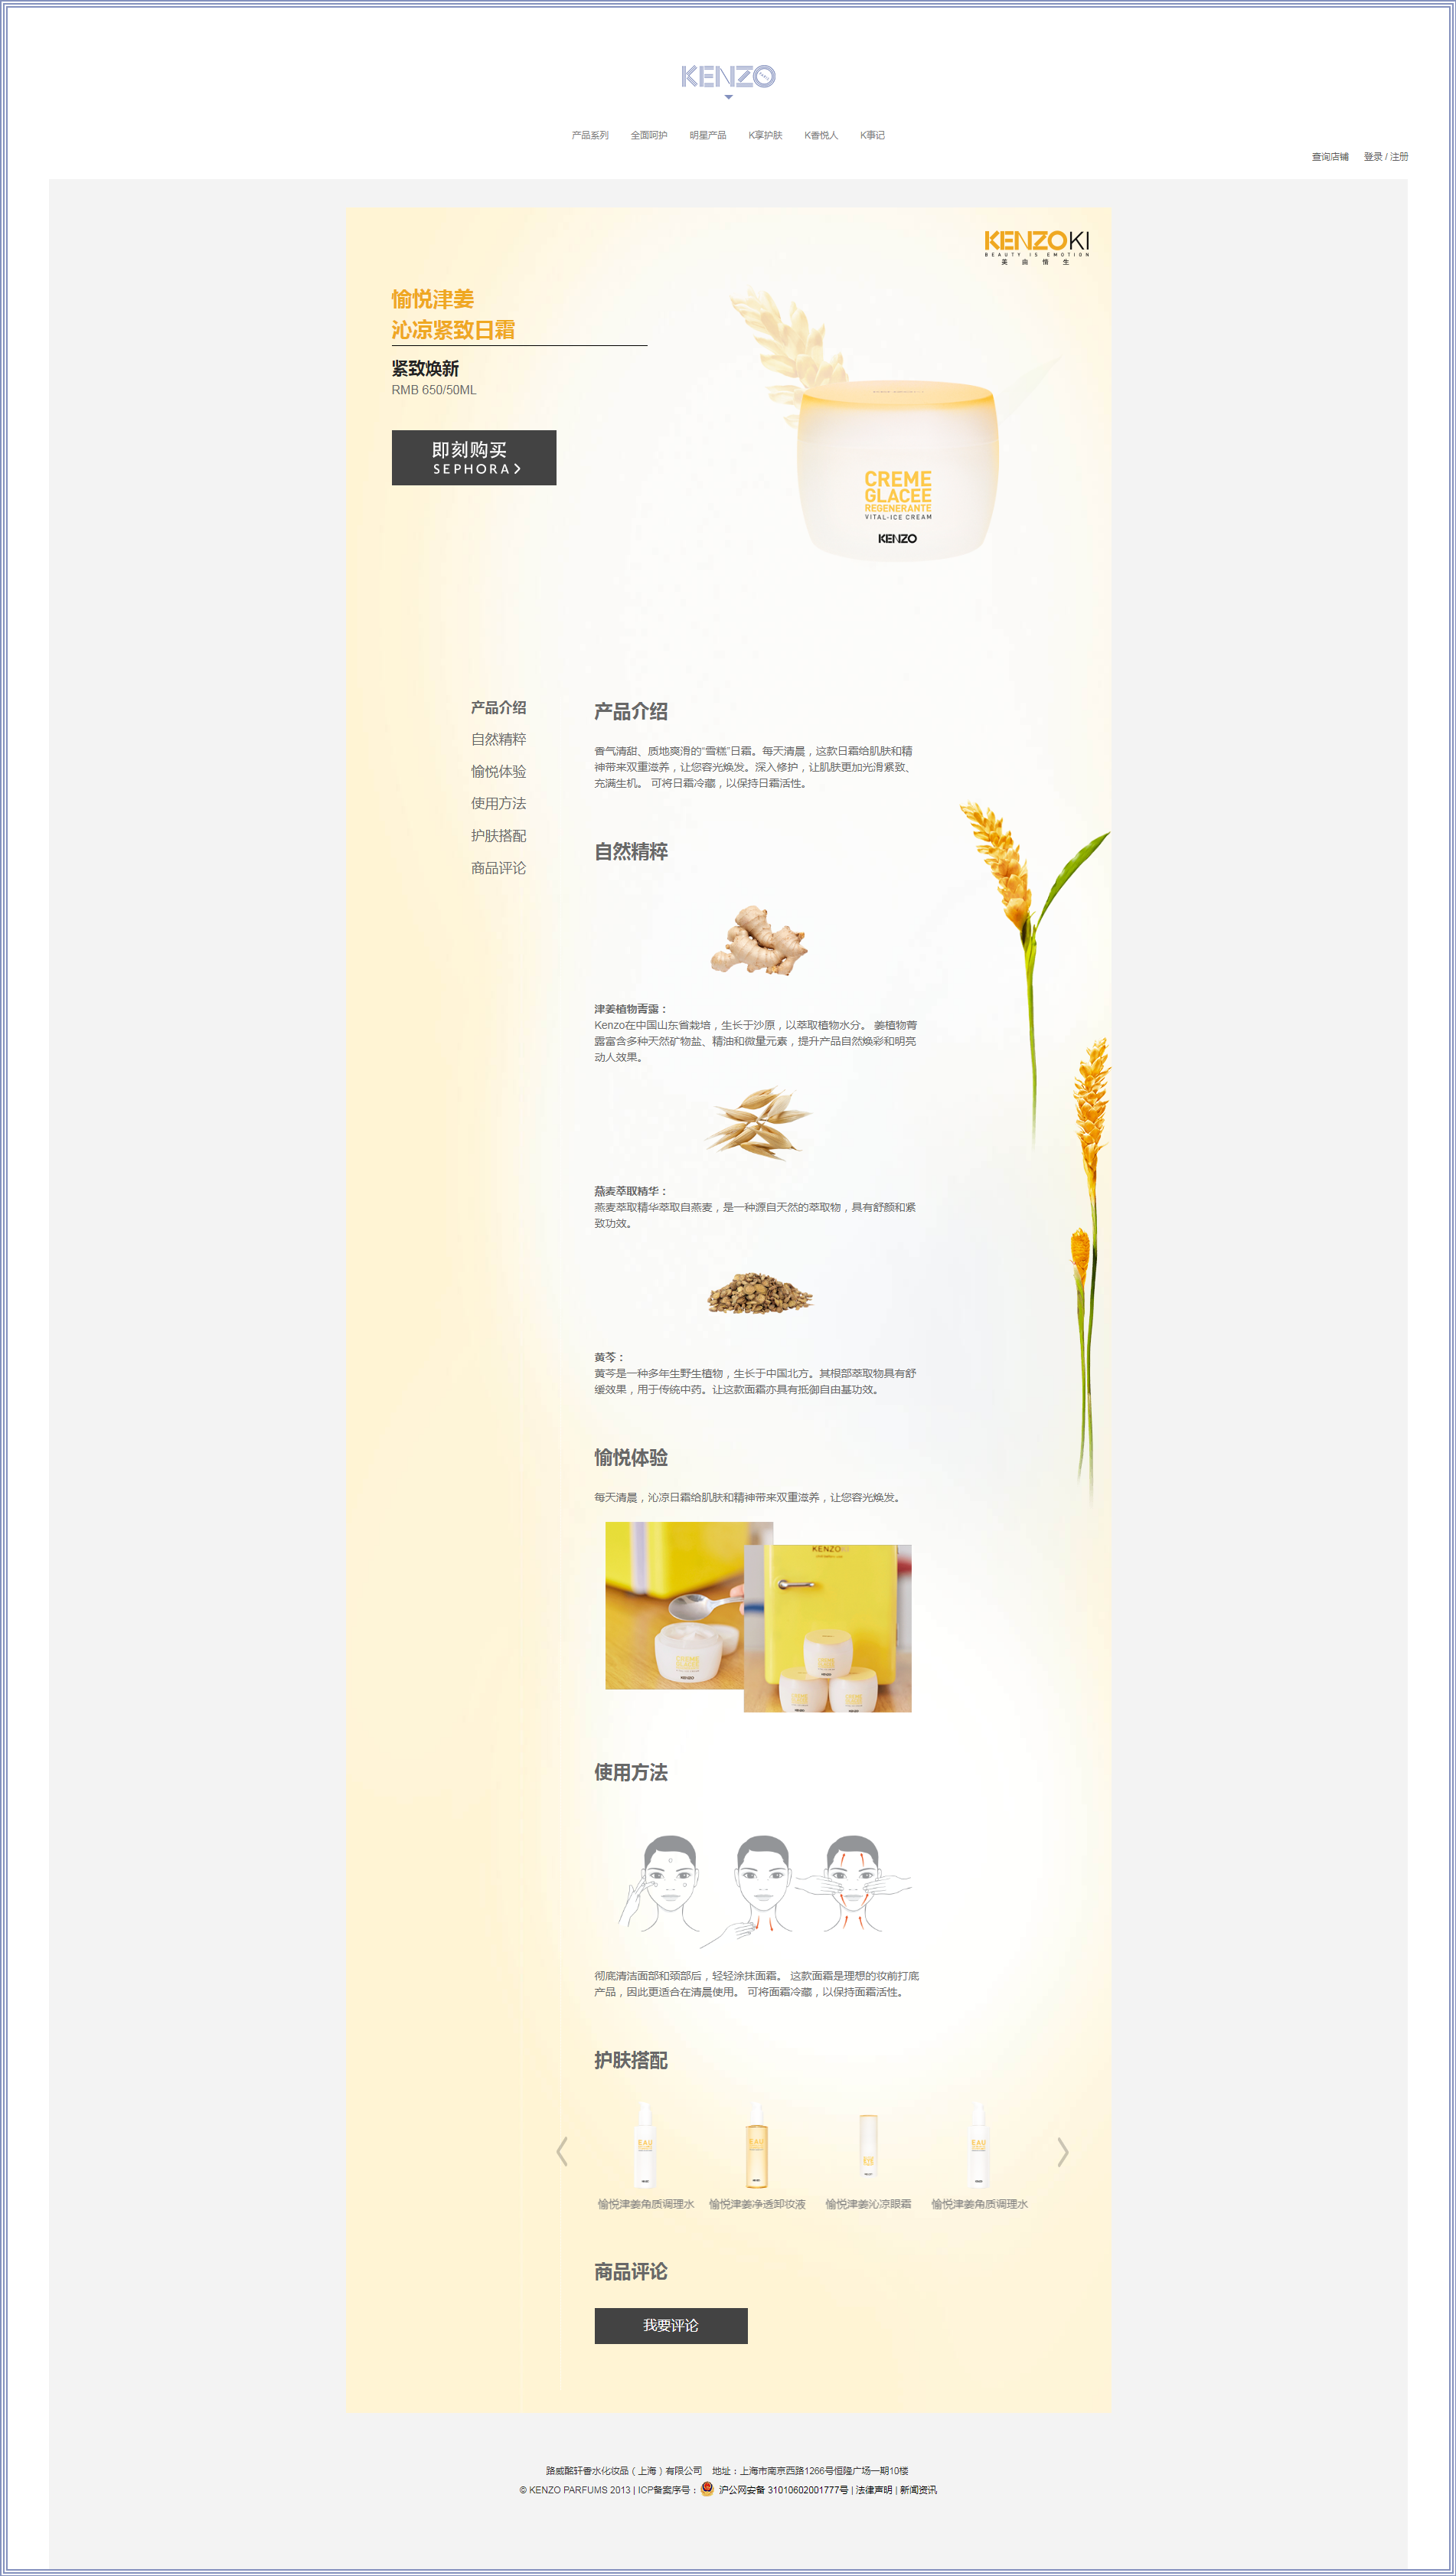 KENZO
产品系列 全面呵护 明星产品 K享护肤 K香悦人 K事记
查询店铺 登录 / 注册
KENZOKI
BEAUTY IS EMOTION
美 由 情 生
愉悦津姜
沁凉紧致日霜
紧致焕新
RMB 650/50ML
即刻购买
SEPHORA
CREME
GLACEE
REGENERANTE
VITAL-ICE CREAM
KENZO
产品介绍
自然精粹
愉悦体验
使用方法
护肤搭配
商品评论
产品介绍
香气清甜、质地爽滑的“雪糕”日霜。每天清晨，这款日霜给肌肤和精
神带来双重滋养，让您容光焕发。深入修护，让肌肤更加光滑紧致、
充满生机。 可将日霜冷藏，以保持日霜活性。
自然精粹
津姜植物菁露：
Kenzo在中国山东省栽培，生长于沙原，以萃取植物水分。 姜植物菁
露富含多种天然矿物盐、精油和微量元素，提升产品自然焕彩和明亮
动人效果。
燕麦萃取精华：
燕麦萃取精华萃取自燕麦，是一种源自天然的萃取物，具有舒颜和紧
致功效。
黄芩：
黄芩是一种多年生野生植物，生长于中国北方。其根部萃取物具有舒
缓效果，用于传统中药。让这款面霜亦具有抵御自由基功效。
愉悦体验
每天清晨，沁凉日霜给肌肤和精神带来双重滋养，让您容光焕发。
CREME
GLACEE
KENZO
KENZOKI
使用方法
彻底清洁面部和颈部后，轻轻涂抹面霜。 这款面霜是理想的妆前打底
产品，因此更适合在清晨使用。 可将面霜冷藏，以保持面霜活性。
护肤搭配
EAU EAU EAU
愉悦津姜角质调理水 愉悦津姜净透卸妆液 愉悦津姜沁凉眼霜 愉悦津姜角质调理水
商品评论
我要评论
路威酩轩香水化妆品（上海）有限公司 地址：上海市南京西路1266号恒隆广场一期10楼
© KENZO PARFUMS 2013 | ICP备案序号： 沪公网安备 31010602001777号 | 法律声明 | 新闻资讯